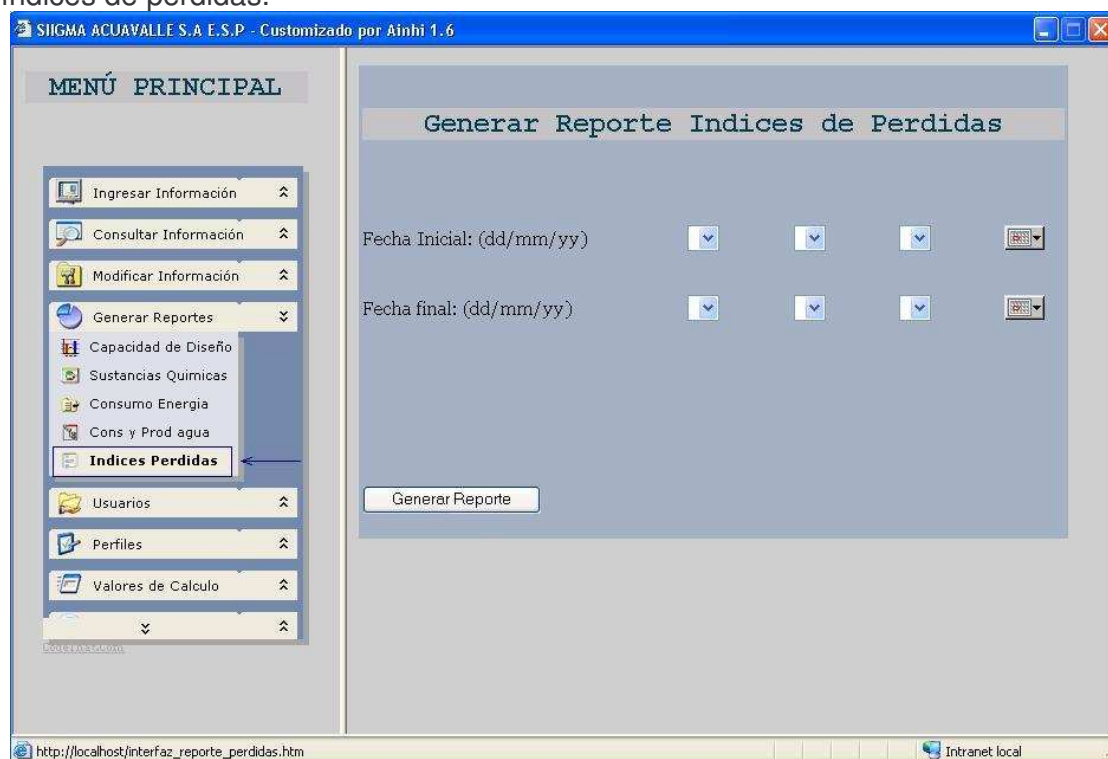 Indices de perdidas.
SIIGMA ACUAVALLE S.A E.S.P - Customizado por Ainhi 1.6
MENÚ PRINCIPAL
Ingresar Información
Consultar Información
Modificar Información
Generar Reportes
Capacidad de Diseño
Sustancias Quimicas
Consumo Energia
Cons y Prod agua
Indices Perdidas
Usuarios
Perfiles
Valores de Calculo
Generar Reporte Indices de Perdidas
Fecha Inicial: (dd/mm/yy)
Fecha final: (dd/mm/yy)
Generar Reporte
http://localhost/interfaz_reporte_perdidas.htm
Intranet local